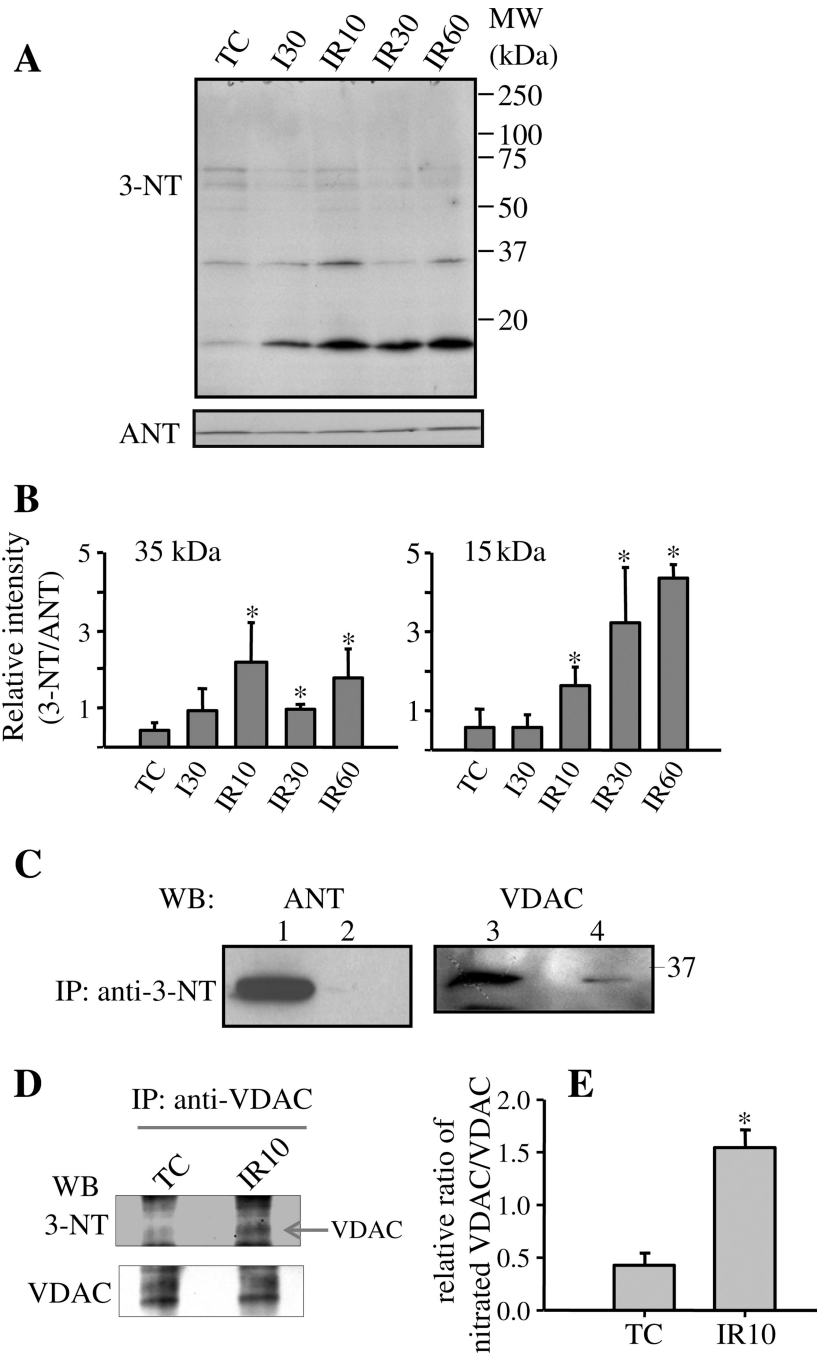 A
TC I30 IR10 IR30 IR60
MW
(kDa)
3-NT
250
100
75
50
37
20
ANT
B
Relative intensity
(3-NT/ANT)
35 kDa
5
3
1
TC I30 IR10 IR30 IR60
* * *
15 kDa
5
3
1
TC I30 IR10 IR30 IR60
* * *
C
WB: ANT VDAC
1 2 3 4
IP: anti-3-NT
37
D
IP: anti-VDAC
TC IR10
WB
3-NT
VDAC
VDAC
E
relative ratio of
nitrated VDAC/VDAC
2.0
1.5
1.0
0.5
0.0
*
TC IR10